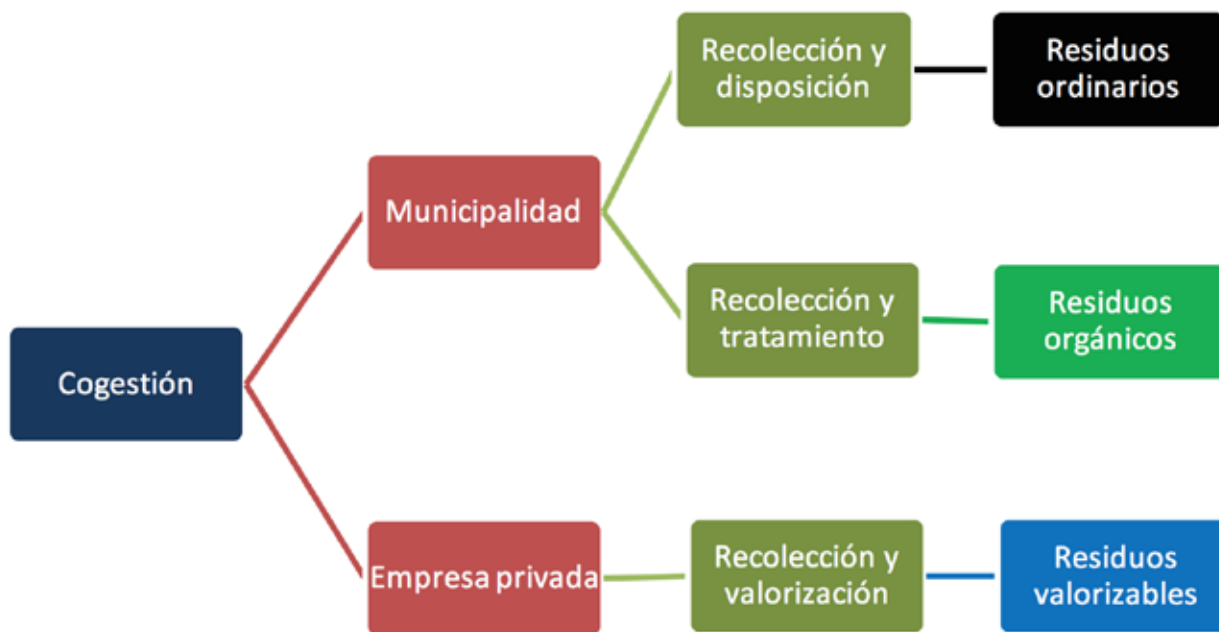 Recolección y
disposición
Residuos
ordinarios
Municipalidad
Recolección y
tratamiento
Residuos
orgánicos
Cogestión
Empresa privada
Recolección y
valorización
Residuos
valorizables